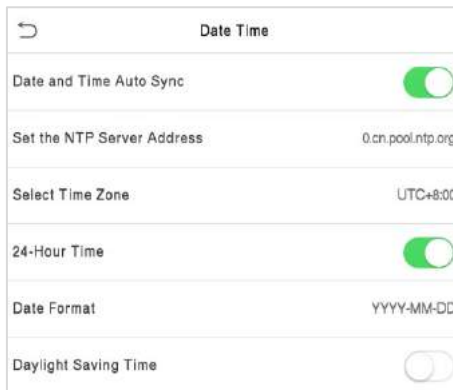 Date Time
Date and Time Auto Sync
Set the NTP Server Address 0.cn.pool.ntp.org
Select Time Zone UTC+8:00
24-Hour Time
Date Format YYYY-MM-DD
Daylight Saving Time